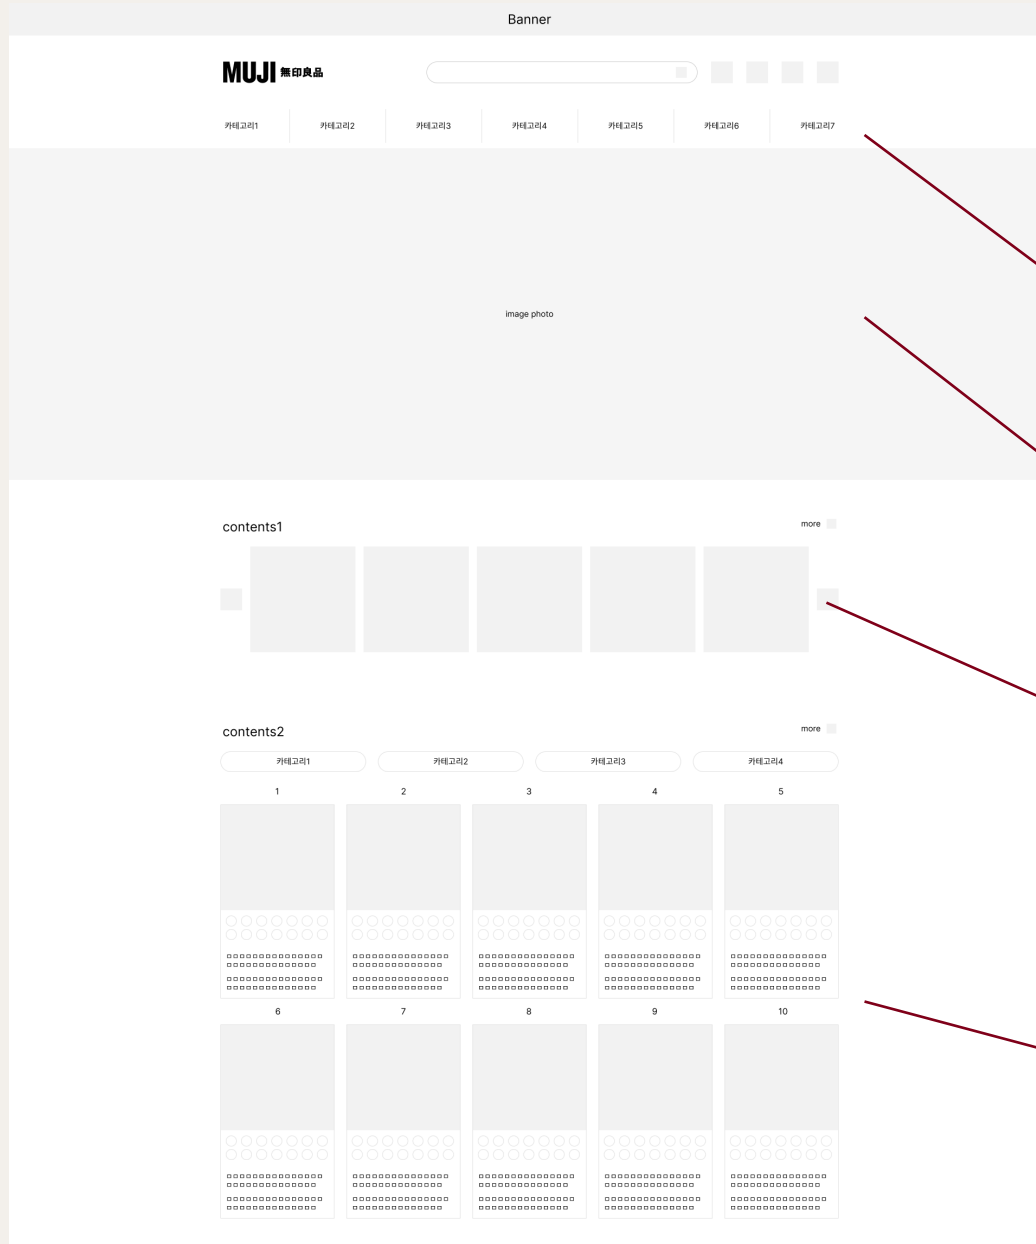 Banner
MUJI 無印良品
카테고리1 카테고리2 카테고리3 카테고리4 카테고리5 카테고리6 카테고리7
image photo
contents1 more
contents2 more
카테고리1 카테고리2 카테고리3 카테고리4
1 2 3 4 5
6 7 8 9 10